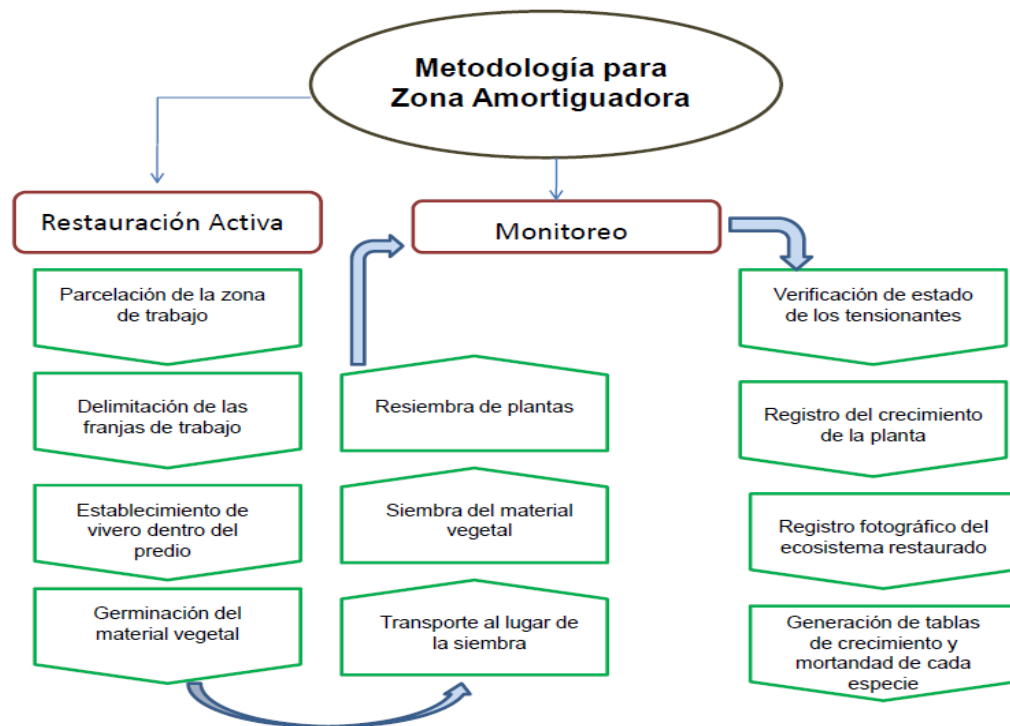 Metodología para
Zona Amortiguadora
Restauración Activa
Parcelación de la zona
de trabajo
Delimitación de las
franjas de trabajo
Establecimiento de
vivero dentro del
predio
Germinación del
material vegetal
Transporte al lugar de
la siembra
Siembra del material
vegetal
Resiembra de plantas
Monitoreo
Verificación de estado
de los tensionantes
Registro del crecimiento
de la planta
Registro fotográfico del
ecosistema restaurado
Generación de tablas
de crecimiento y
mortandad de cada
especie